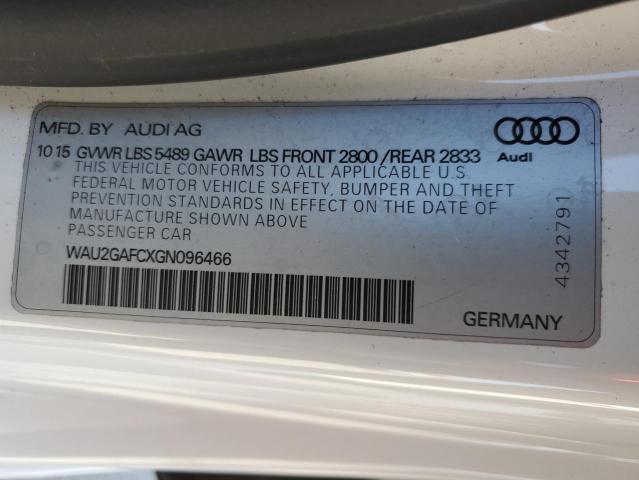 MFD. BY AUDI AG
10 15 GVWR LBS 5489 GAWR LBS FRONT 2800 /REAR 2833
Audi
THIS VEHICLE CONFORMS TO ALL APPLICABLE U.S.
FEDERAL MOTOR VEHICLE SAFETY, BUMPER AND THEFT
PREVENTION STANDARDS IN EFFECT ON THE DATE OF
MANUFACTURE SHOWN ABOVE
PASSENGER CAR
WAU2GAFCXGN096466
4342791
GERMANY